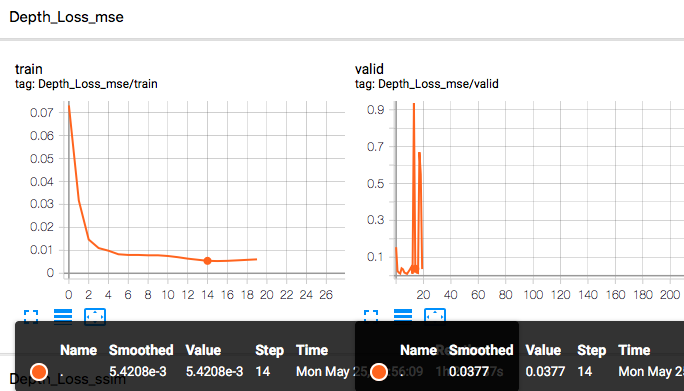 Depth_Loss_mse
train
tag: Depth_Loss_mse/train
0.07
0.06
0.05
0.04
0.03
0.02
0.01
0
0 2 4 6 8 10 12 14 16 18 20 22 24 26
valid
tag: Depth_Loss_mse/valid
0.9
0.7
0.5
0.3
0.1
20 40 60 80 100 120 140 160 180 200
Name Smoothed Value Step Time
. 5.4208e-3 5.4208e-3 14 Mon May
Name Smoothed Value Step Time
. 0.0377 0.0377 14 Mon May 2
Depth_Loss_ssim